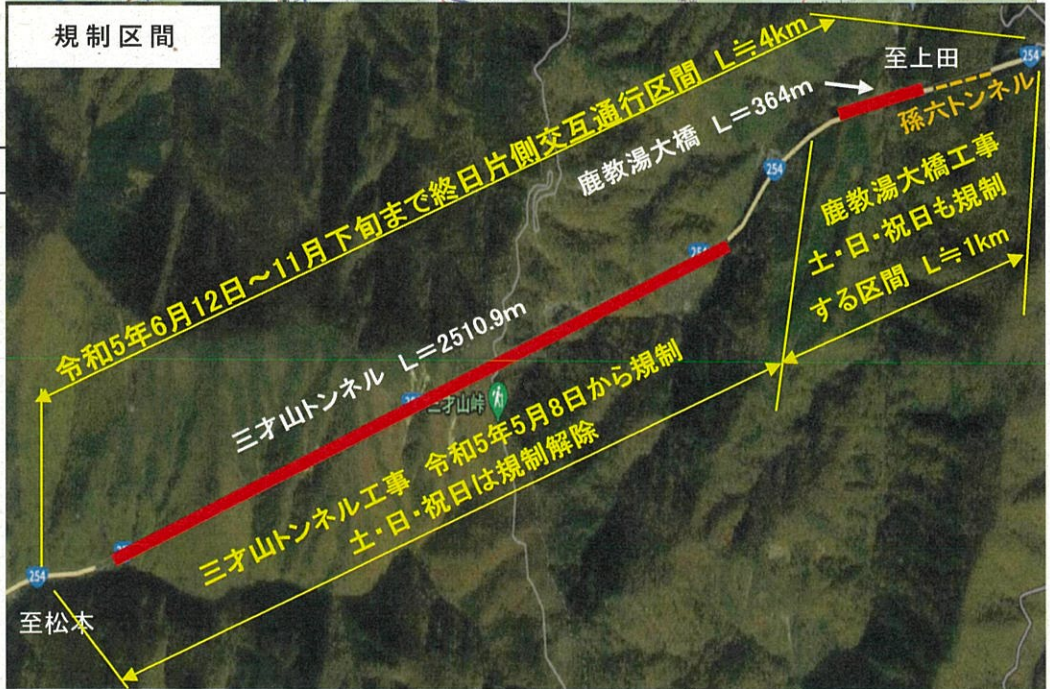 規制区間
令和5年6月12日～11月下旬まで終日片側交互通行区間 L≒4km
至上田
254
鹿教湯大橋 L=364m
孫六トンネル
254
鹿教湯大橋工事
土・日・祝日も規制
する区間 L≒1km
254
三才山トンネル L=2510.9m
三才山峠
三才山トンネル工事 令和5年5月8日から規制
土・日・祝日は規制解除
254
至松本